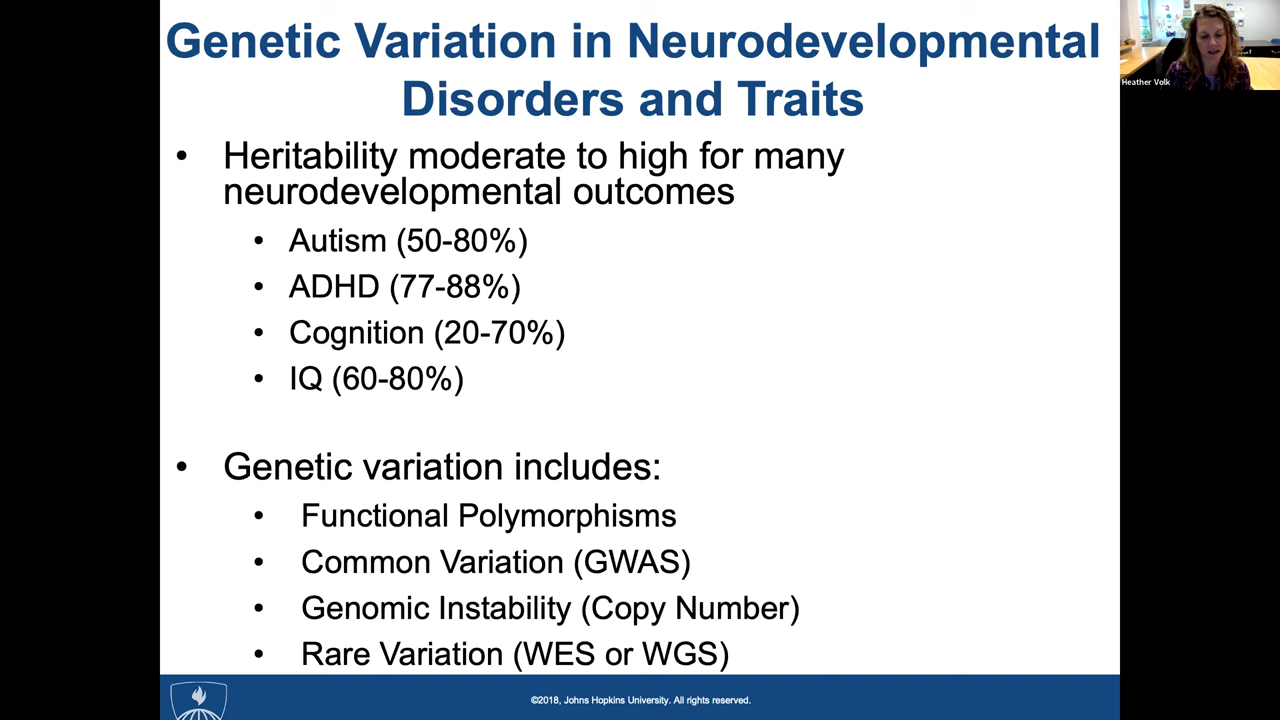 Genetic Variation in Neurodevelopmental
Disorders and Traits
• Heritability moderate to high for many
neurodevelopmental outcomes
• Autism (50-80%)
• ADHD (77-88%)
• Cognition (20-70%)
• IQ (60-80%)
• Genetic variation includes:
• Functional Polymorphisms
• Common Variation (GWAS)
• Genomic Instability (Copy Number)
• Rare Variation (WES or WGS)
©2018, Johns Hopkins University. All rights reserved.
Heather Volk